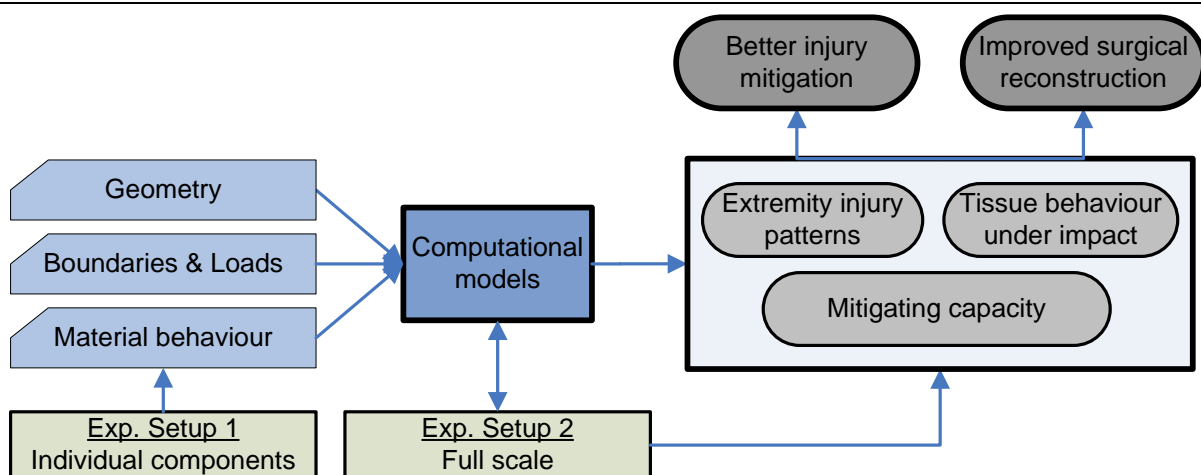 Better injury
mitigation
Improved surgical
reconstruction
Geometry
Boundaries & Loads
Material behaviour
Computational
models
Extremity injury
patterns
Tissue behaviour
under impact
Mitigating capacity
Exp. Setup 1
Individual components
Exp. Setup 2
Full scale